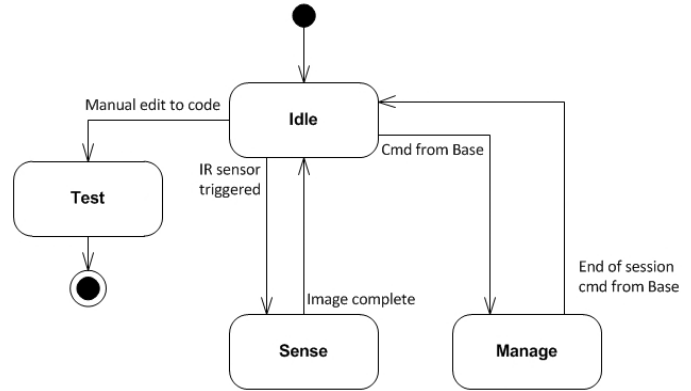 Manual edit to code
Idle
Cmd from Base
IR sensor
triggered
Test
End of session
cmd from Base
Image complete
Sense
Manage